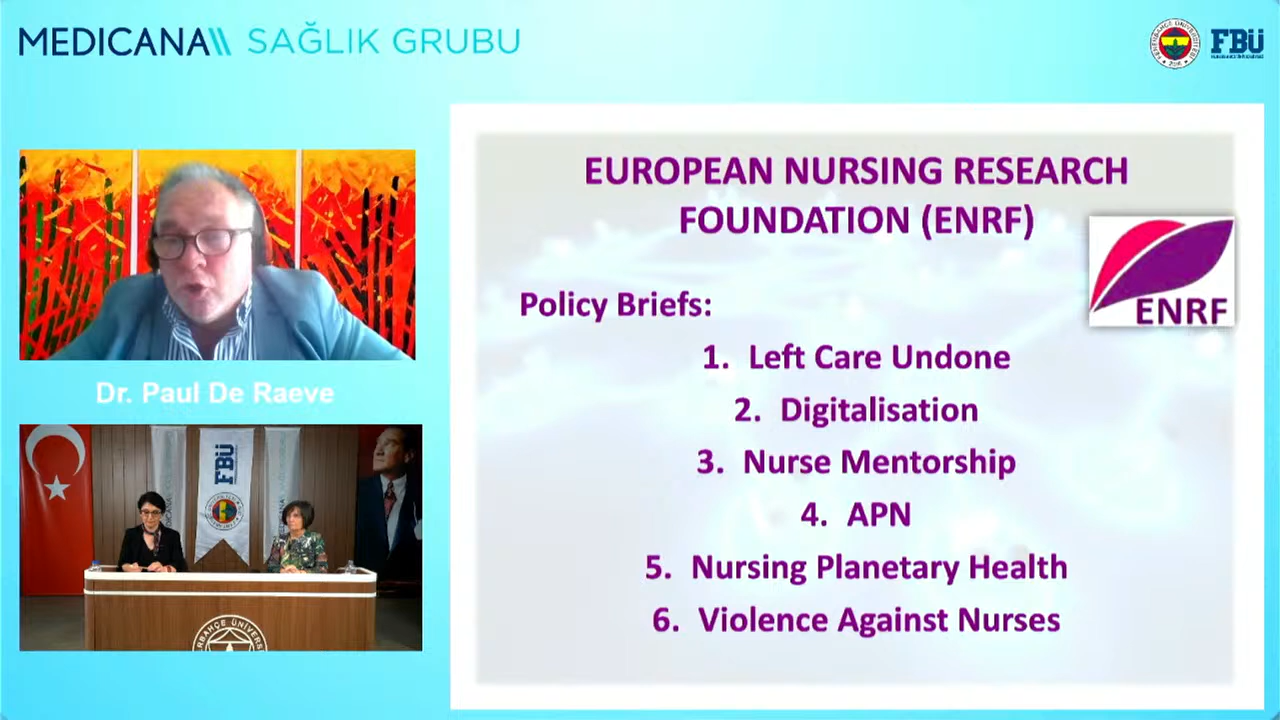 MEDICANA SAĞLIK GRUBU
FBÜ
EUROPEAN NURSING RESEARCH
FOUNDATION (ENRF)
ENRF
Policy Briefs:
1. Left Care Undone
2. Digitalisation
3. Nurse Mentorship
4. APN
5. Nursing Planetary Health
6. Violence Against Nurses
Dr. Paul De Raeve
FBÜ